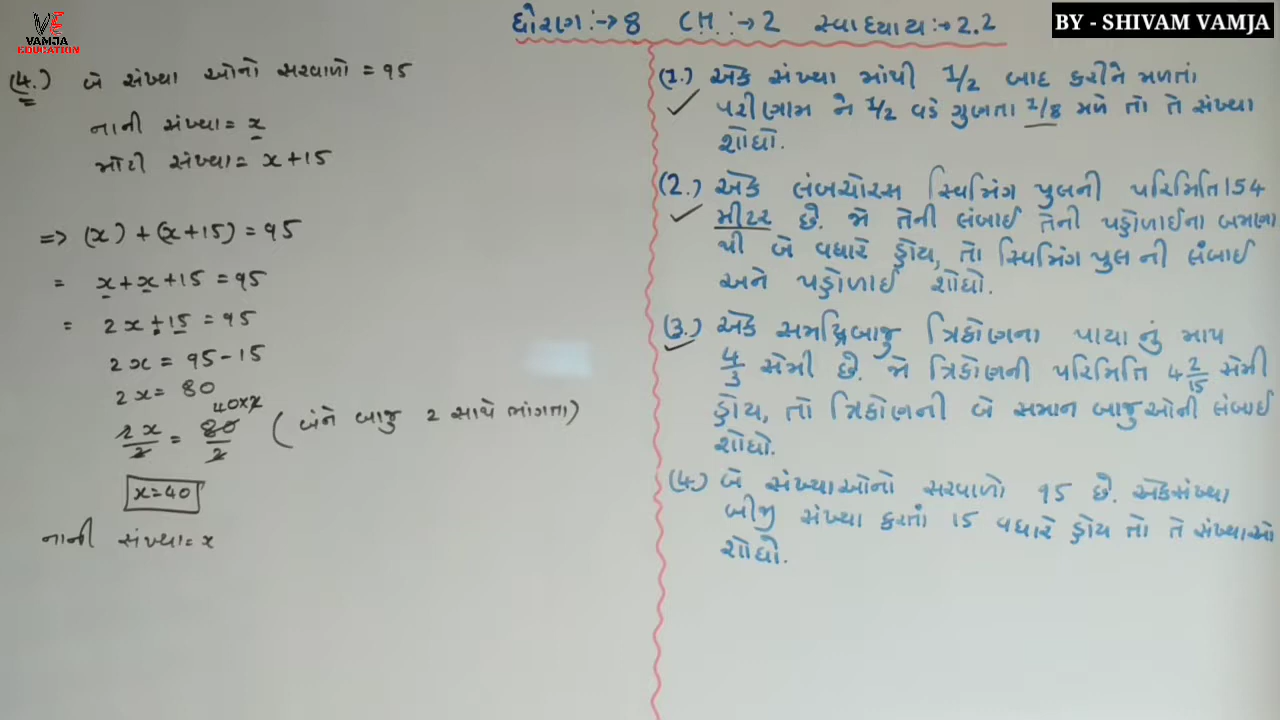 VE
VAMJA
EDUCATION
ધોરણ:→8 CH.:→2 સ્વાધ્યાય:→2.2
BY - SHIVAM VAMJA
(4.) બે સંખ્યાઓનો સરવાળો = 95
નાની સંખ્યા = x
મોટી સંખ્યા = x+15
=> (x) + (x+15) = 95
= x + x +15 = 95
= 2x +15 = 95
2x = 95-15
2x = 80
2x/2 = 80/2 40×2 (બંને બાજુ 2 સાથે ભાંગતા)
x=40
નાની સંખ્યા = x
(1.) એક સંખ્યા માંથી 1/2 બાદ કરીને મળતાં
પરીણામ ને 1/2 વડે ગુણતા 1/8 મળે તો તે સંખ્યા
શોધો.
(2.) એક લંબચોરસ સ્વિમિંગ પુલની પરિમિતિ 154
મીટર છે. જો તેની લંબાઈ તેની પહોળાઈના બમણા
થી બે વધારે હોય, તો સ્વિમિંગ પુલ ની લંબાઈ
અને પહોળાઈ શોધો.
(3.) એક સમદ્વિબાજુ ત્રિકોણના પાયા નું માપ
4/3 સેમી છે. જો ત્રિકોણની પરિમિતિ 4 2/15 સેમી
હોય, તો ત્રિકોણની બે સમાન બાજુઓની લંબાઈ
શોધો.
(4.) બે સંખ્યાઓનો સરવાળો 95 છે. એક સંખ્યા
બીજી સંખ્યા કરતાં 15 વધારે હોય તો તે સંખ્યાઓ
શોધો.